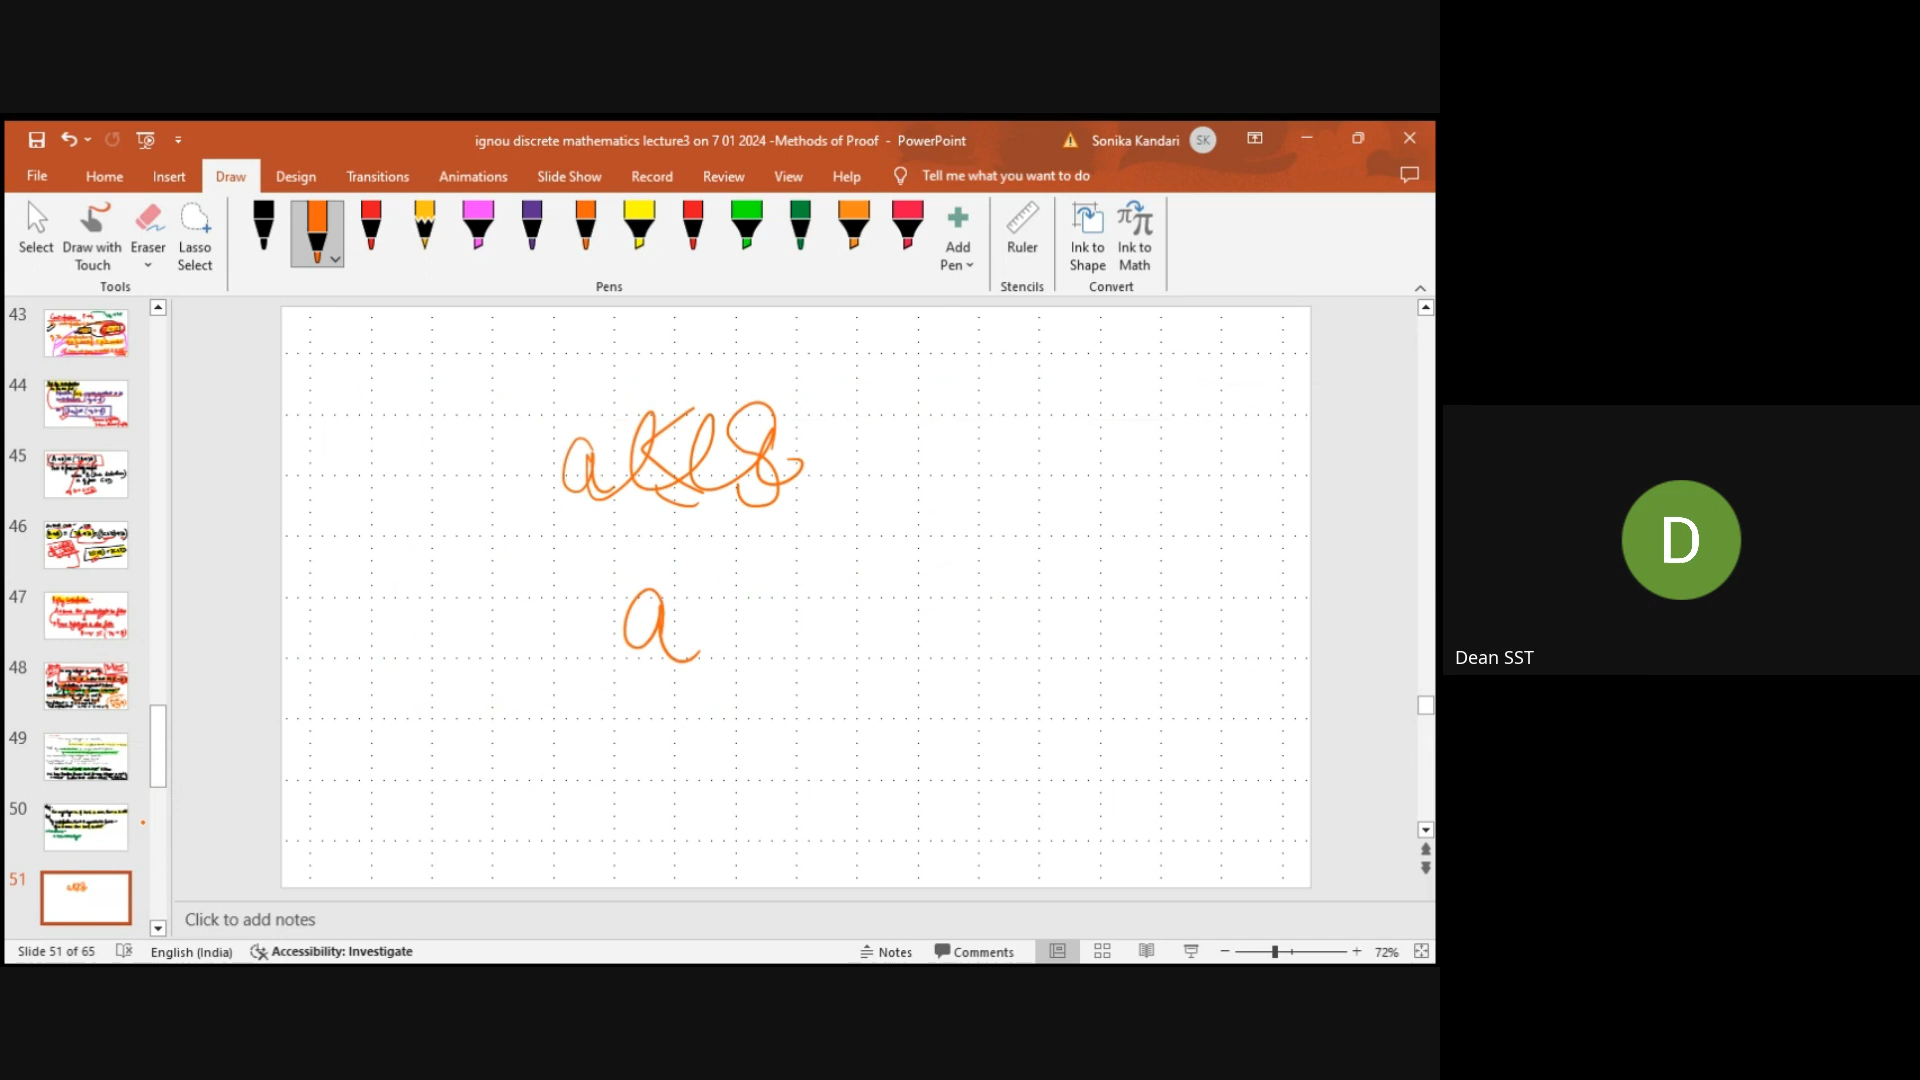 ignou discrete mathematics lecture3 on 7 01 2024 -Methods of Proof - PowerPoint
Sonika Kandari SK
File Home Insert Draw Design Transitions Animations Slide Show Record Review View Help Tell me what you want to do
Select Draw with Touch Eraser Lasso Select
Add Pen
Ruler
Ink to Shape Ink to Math
Tools Pens Stencils Convert
43
44
45
46
47
48
49
50
51
a
D
Dean SST
Click to add notes
Slide 51 of 65 English (India) Accessibility: Investigate Notes Comments 72%